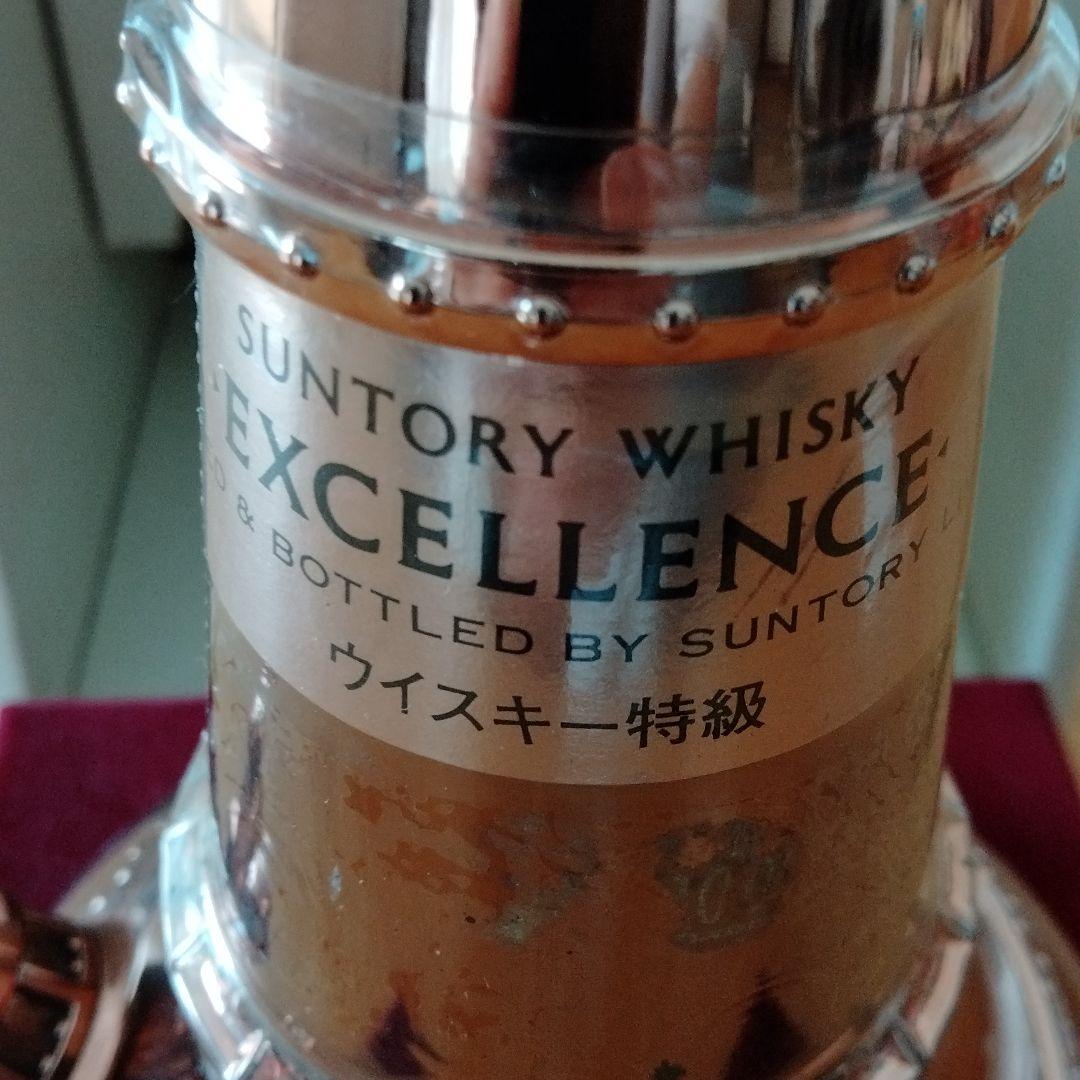 SUNTORY WHISKY
'EXCELLENCE'
& BOTTLED BY SUNTORY
ウイスキー特級